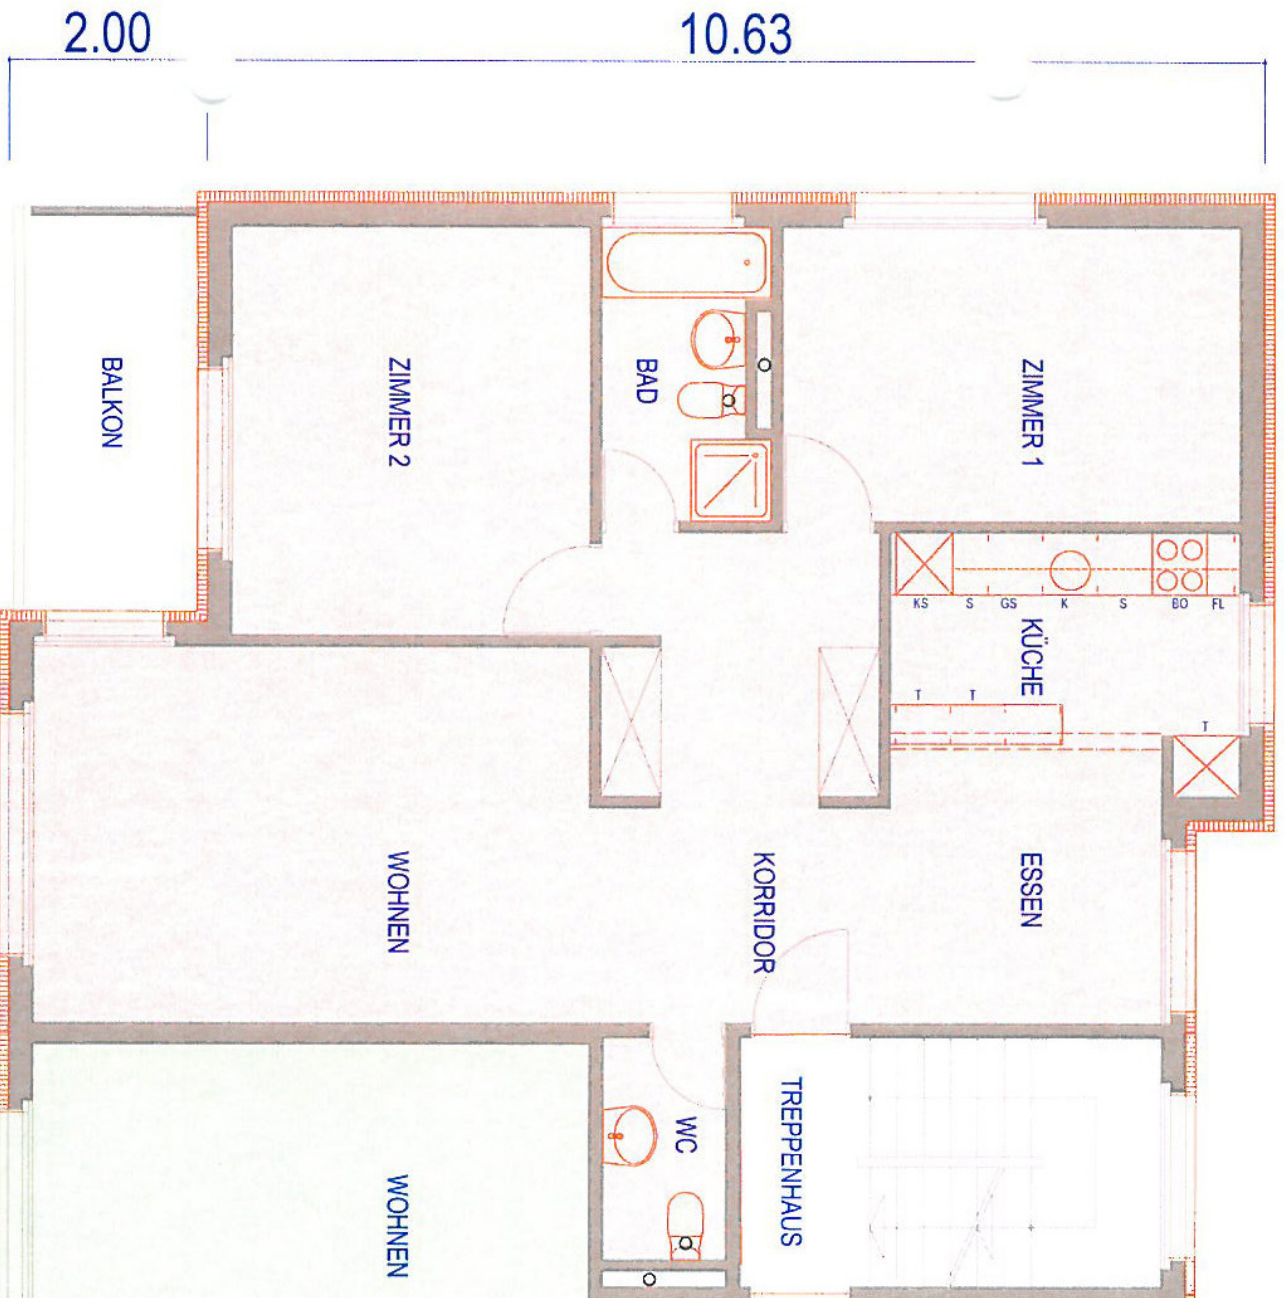 2.00
10.63
BALKON
ZIMMER 2
BAD
ZIMMER 1
KS S GS K S BO FL
KÜCHE
T T
T
WOHNEN
KORRIDOR
ESSEN
WC
TREPPENHAUS
WOHNEN